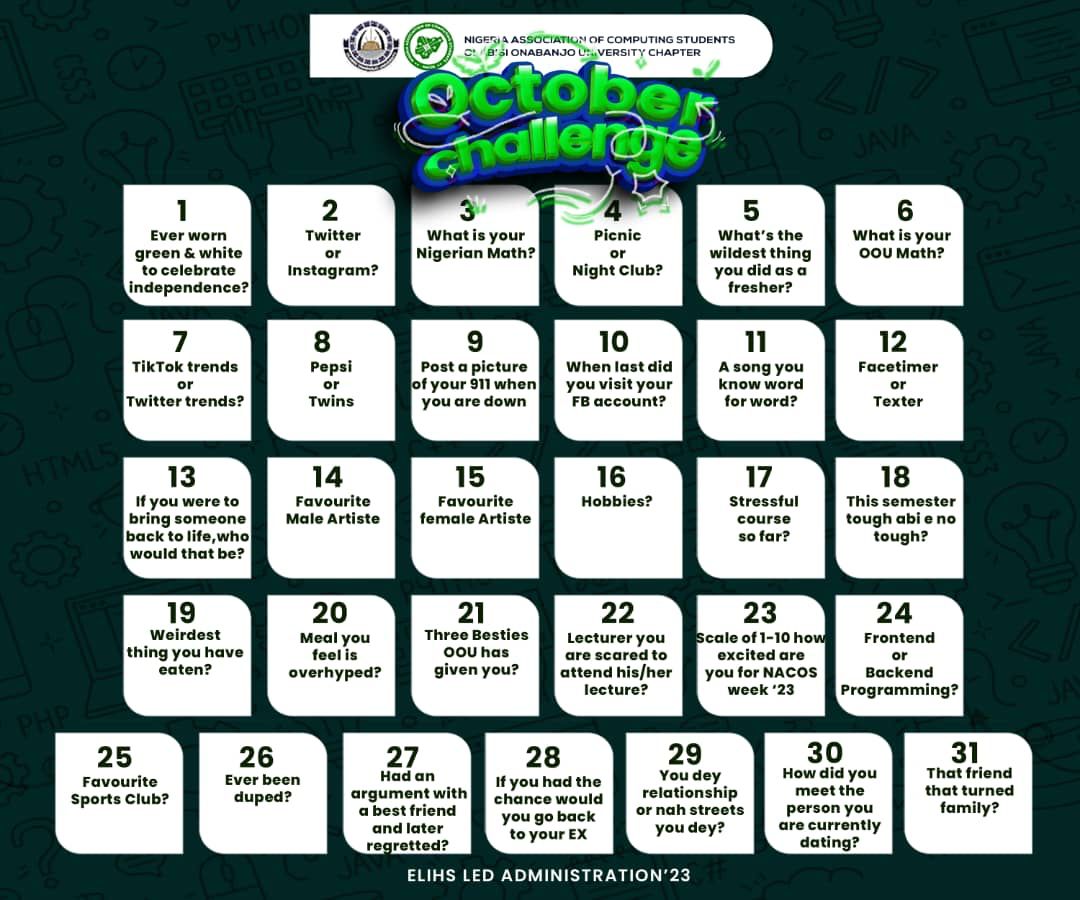 NIGERIA ASSOCIATION OF COMPUTING STUDENTS
OLABISI ONABANJO UNIVERSITY CHAPTER
October
challenge
1
Ever worn
green & white
to celebrate
independence?
2
Twitter
or
Instagram?
3
What is your
Nigerian Math?
4
Picnic
or
Night Club?
5
What's the
wildest thing
you did as a
fresher?
6
What is your
OOU Math?
7
TikTok trends
or
Twitter trends?
8
Pepsi
or
Twins
9
Post a picture
of your 911 when
you are down
10
When last did
you visit your
FB account?
11
A song you
know word
for word?
12
Facetimer
or
Texter
13
If you were to
bring someone
back to life,who
would that be?
14
Favourite
Male Artiste
15
Favourite
female Artiste
16
Hobbies?
17
Stressful
course
so far?
18
This semester
tough abi e no
tough?
19
Weirdest
thing you have
eaten?
20
Meal you
feel is
overhyped?
21
Three Besties
OOU has
given you?
22
Lecturer you
are scared to
attend his/her
lecture?
23
Scale of 1-10 how
excited are
you for NACOS
week ‘23
24
Frontend
or
Backend
Programming?
25
Favourite
Sports Club?
26
Ever been
duped?
27
Had an
argument with
a best friend
and later
regretted?
28
If you had the
chance would
you go back
to your EX
29
You dey
relationship
or nah streets
you dey?
30
How did you
meet the
person you
are currently
dating?
31
That friend
that turned
family?
ELIHS LED ADMINISTRATION’23
PYTHON
JAVA
HTML5
PHP
JAVA